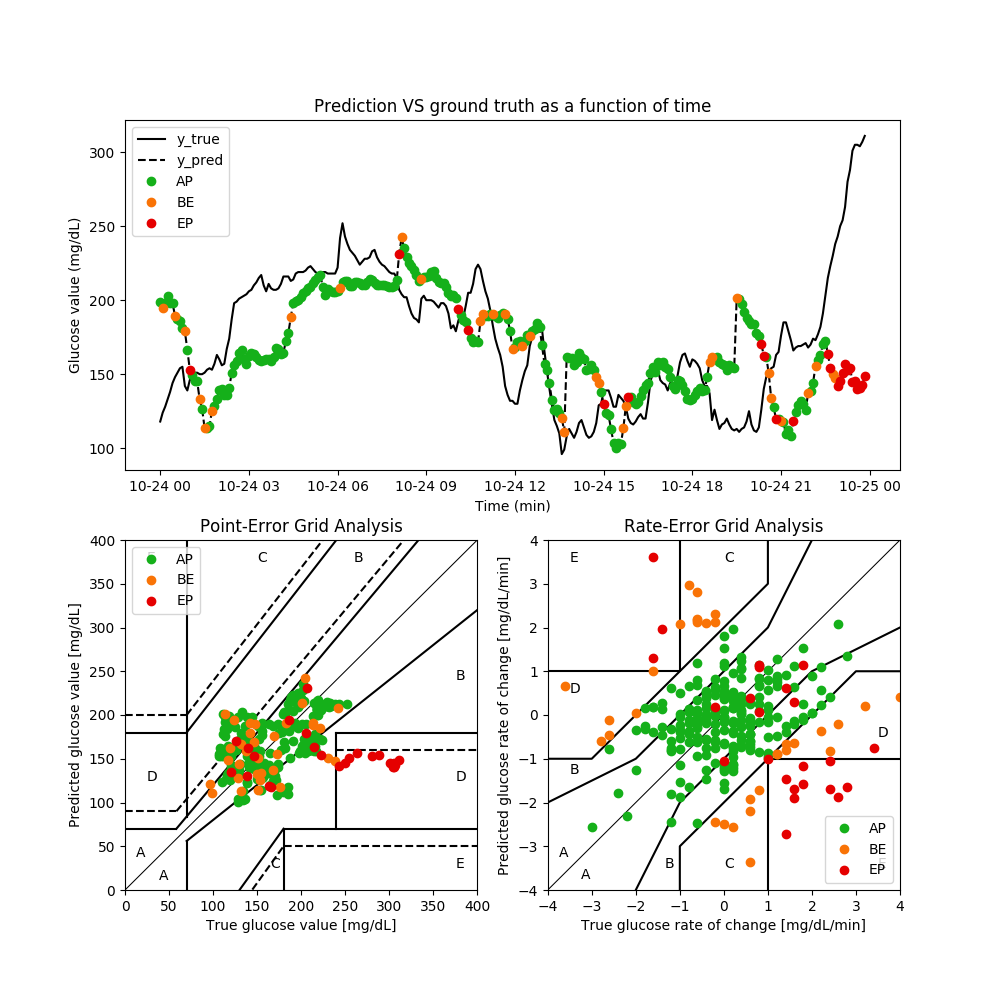 Prediction VS ground truth as a function of time
Glucose value (mg/dL)
300
250
200
150
100
y_true
y_pred
AP
BE
EP
10-24 00 10-24 03 10-24 06 10-24 09 10-24 12 10-24 15 10-24 18 10-24 21 10-25 00
Time (min)
Point-Error Grid Analysis
Predicted glucose value [mg/dL]
400
350
300
250
200
150
100
50
0
AP
BE
EP
C
B
B
D
D
A
A
C
E
0 50 100 150 200 250 300 350 400
True glucose value [mg/dL]
Rate-Error Grid Analysis
Predicted glucose rate of change [mg/dL/min]
4
3
2
1
0
−1
−2
−3
−4
E
C
D
D
B
A
A
B
C
AP
BE
EP
−4 −3 −2 −1 0 1 2 3 4
True glucose rate of change [mg/dL/min]